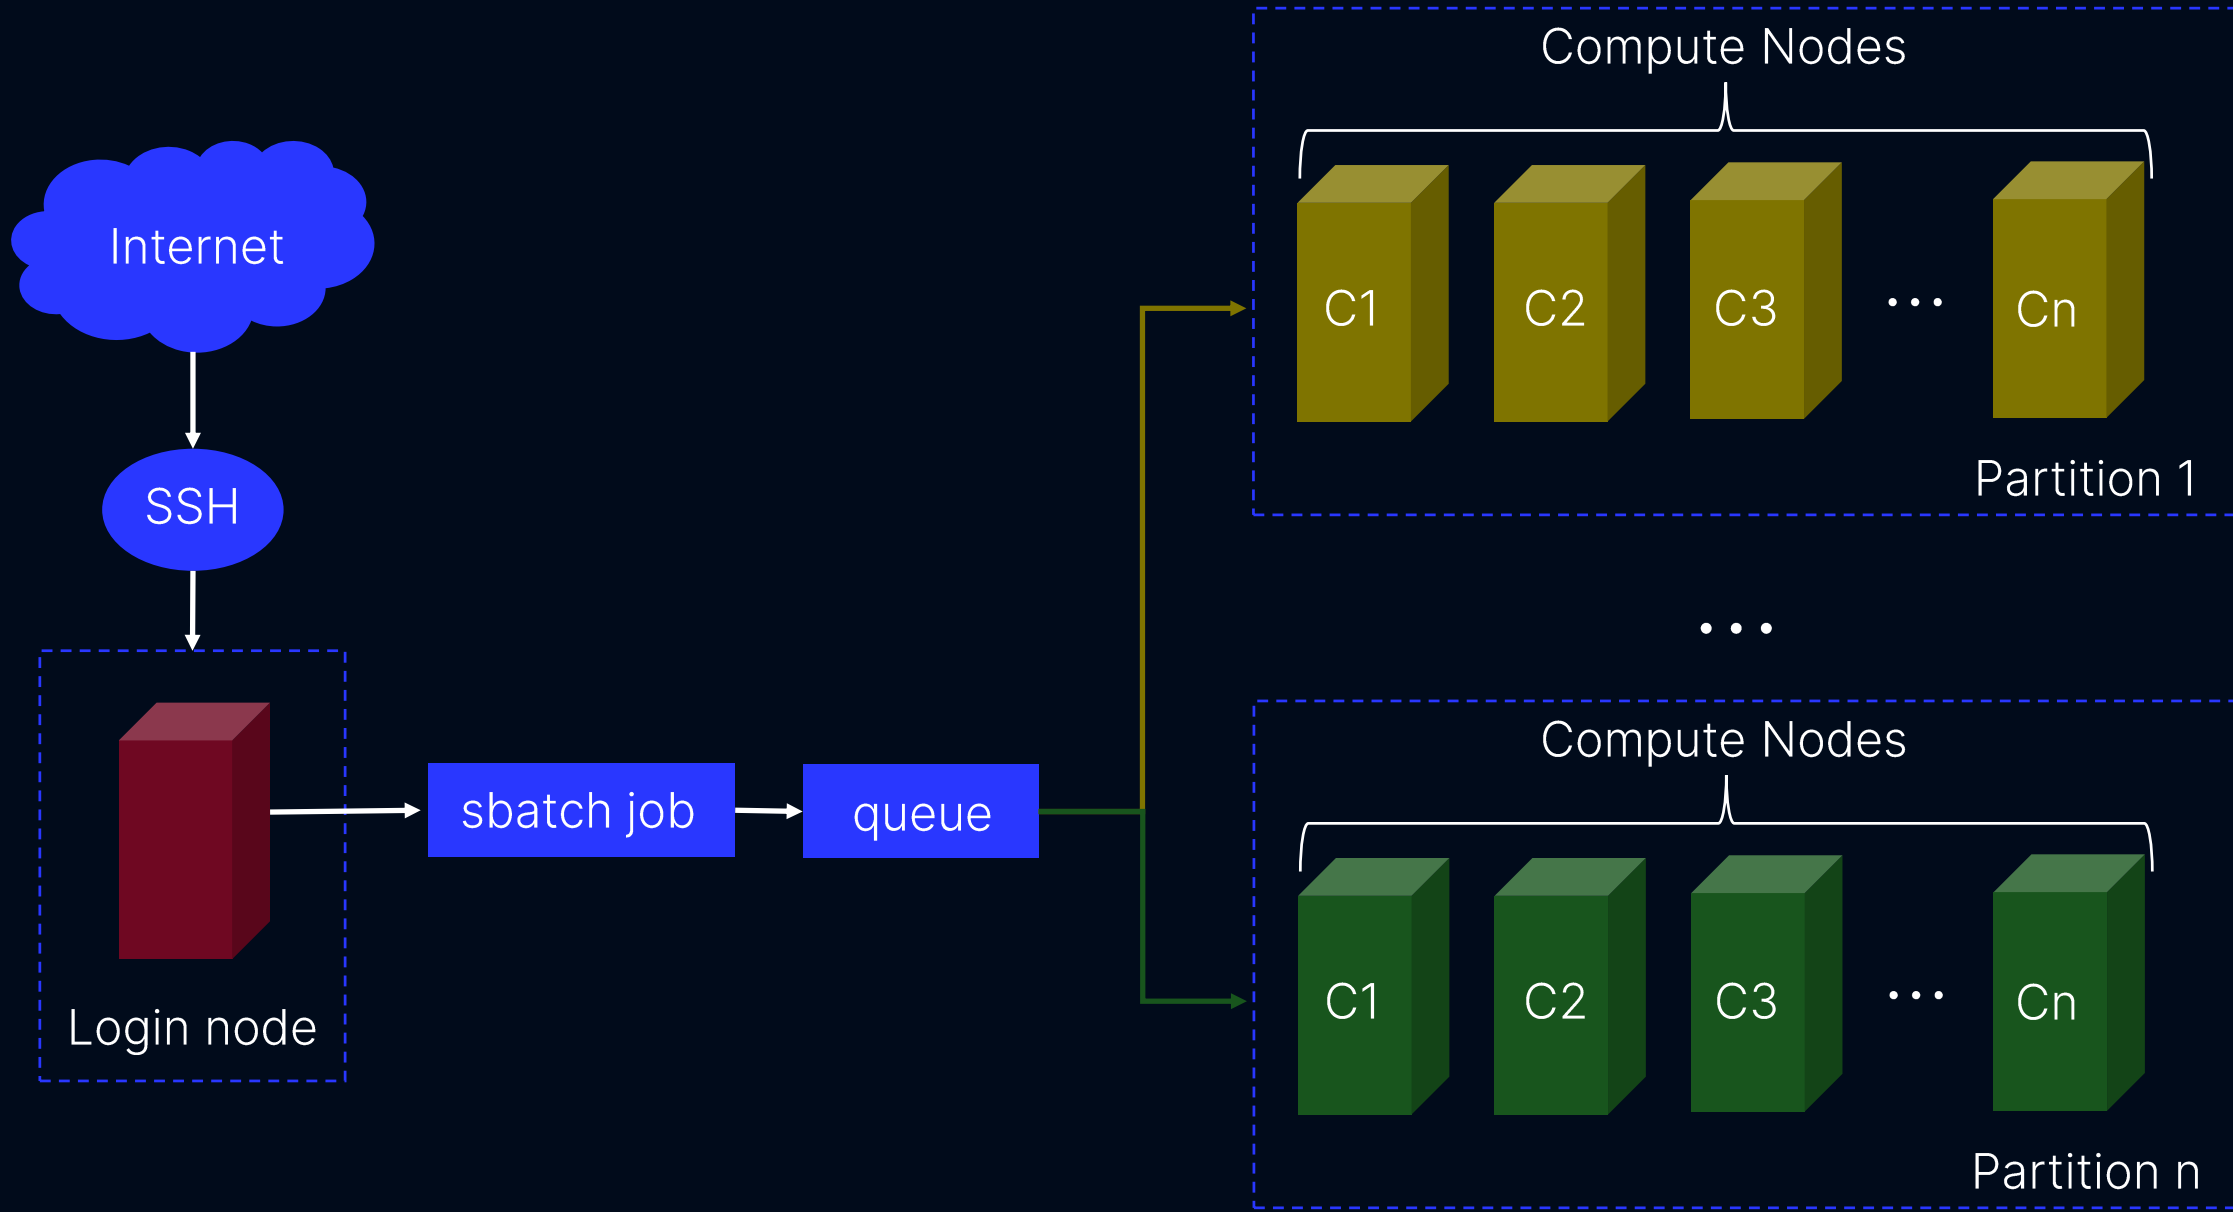 Internet
SSH
Login node
sbatch job
queue
Compute Nodes
C1 C2 C3 ... Cn
Partition 1
...
Compute Nodes
C1 C2 C3 ... Cn
Partition n